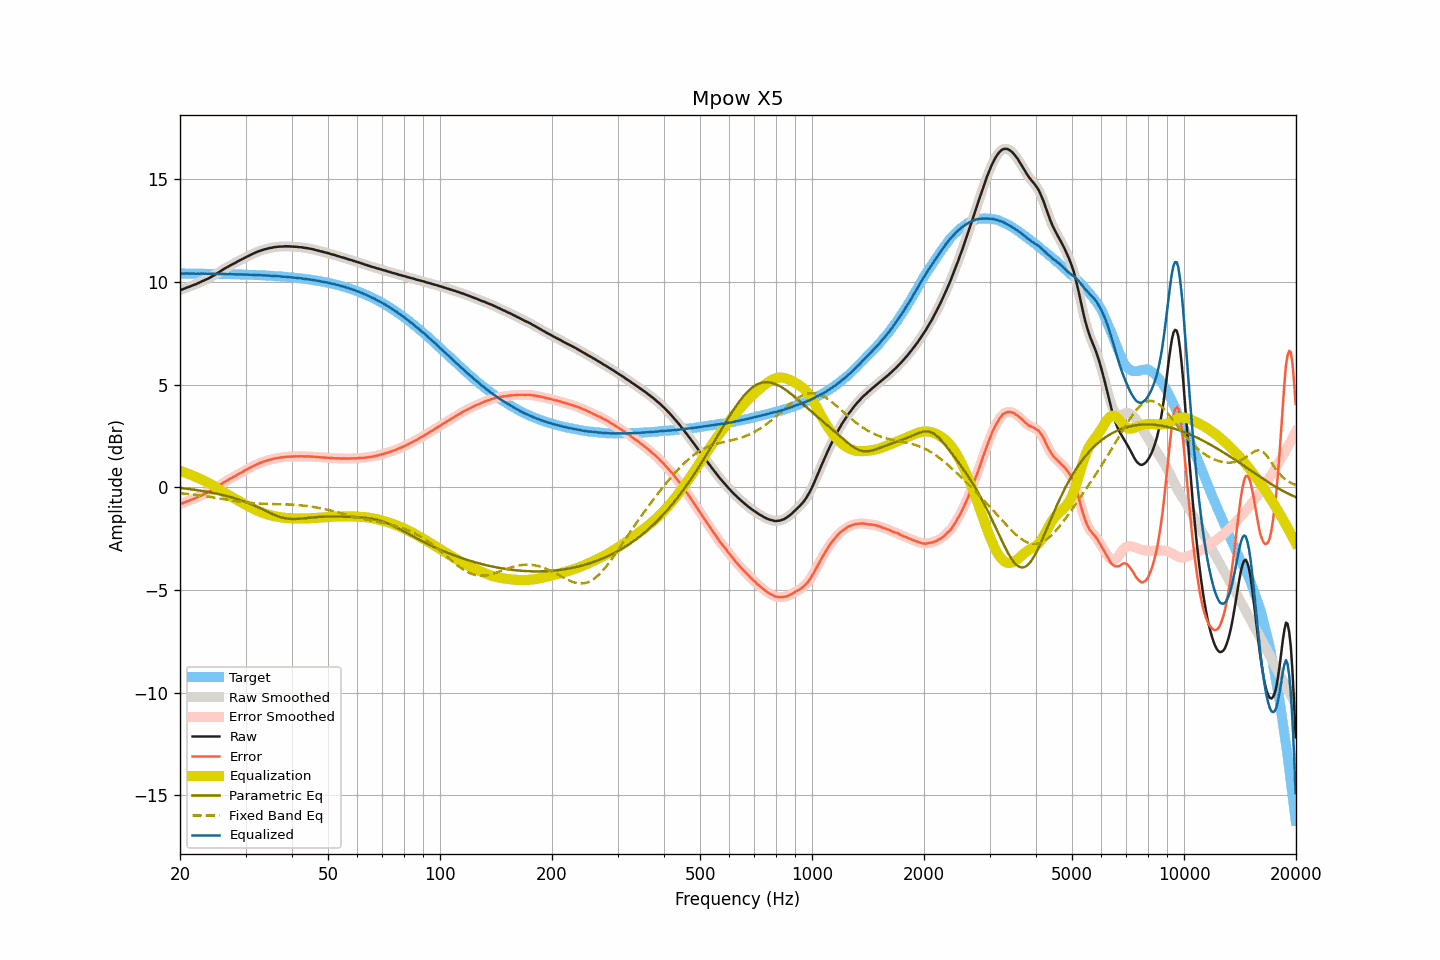 Mpow X5
Amplitude (dBr)
15
10
5
0
−5
−10
−15
Target
Raw Smoothed
Error Smoothed
Raw
Error
Equalization
Parametric Eq
Fixed Band Eq
Equalized
20 50 100 200 500 1000 2000 5000 10000 20000
Frequency (Hz)